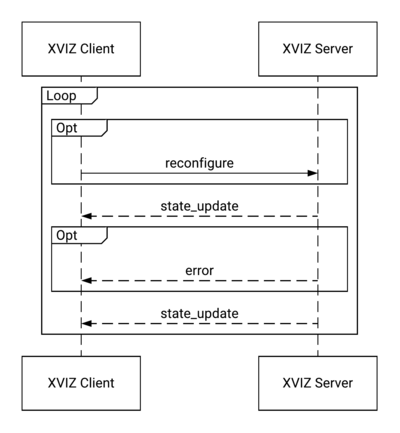 XVIZ Client
XVIZ Server
Loop
Opt
reconfigure
state_update
Opt
error
state_update
XVIZ Client
XVIZ Server